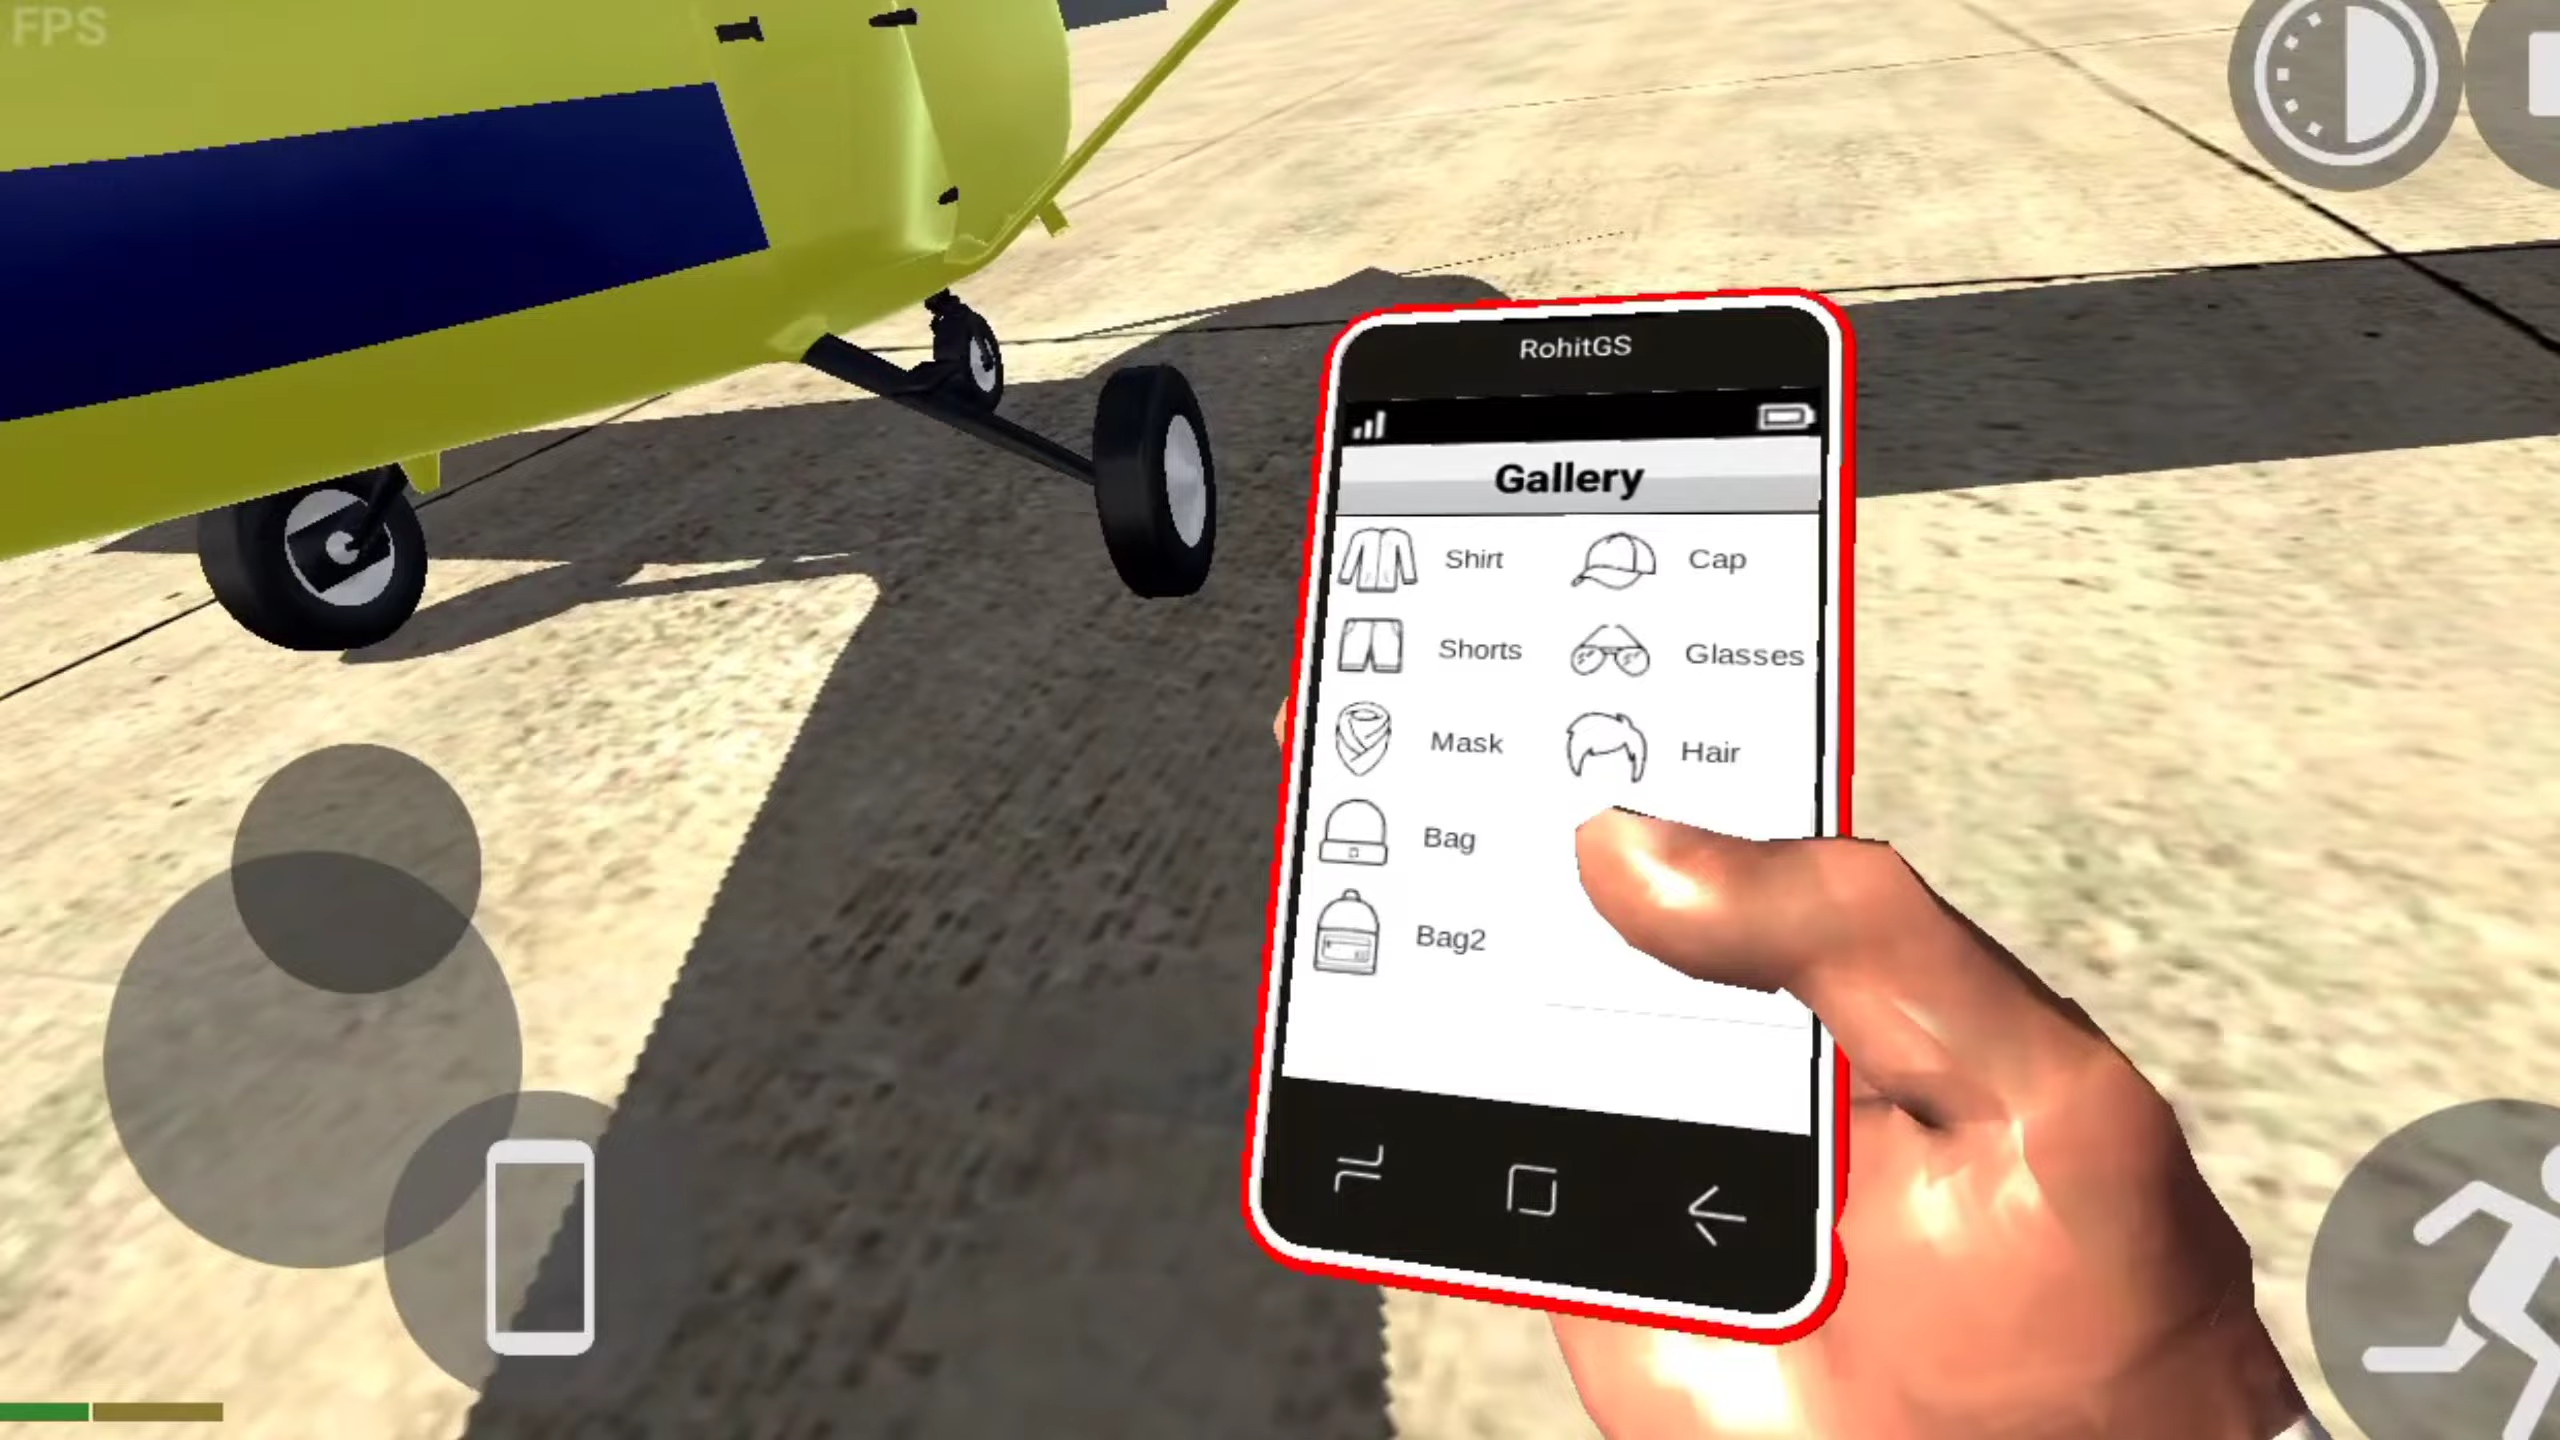 FPS
RohitGS
Gallery
Shirt
Cap
Shorts
Glasses
Mask
Hair
Bag
Bag2